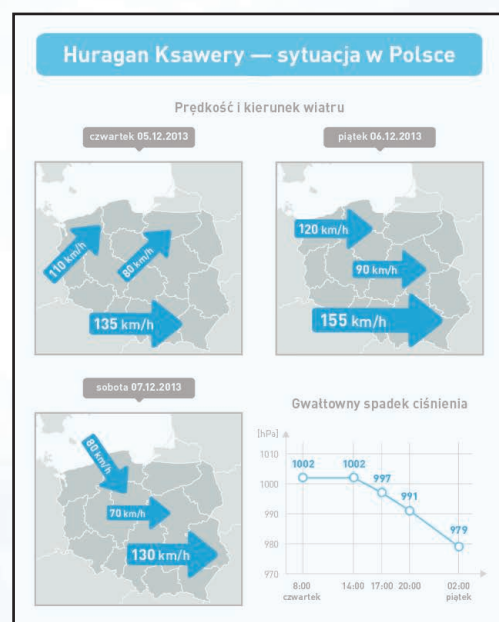 Huragan Ksawery — sytuacja w Polsce
Prędkość i kierunek wiatru
czwartek 05.12.2013
110 km/h
80 km/h
135 km/h
piątek 06.12.2013
120 km/h
90 km/h
155 km/h
sobota 07.12.2013
80 km/h
70 km/h
130 km/h
Gwałtowny spadek ciśnienia
[hPa]
1010
1000
990
980
970
1002
1002
997
991
979
8:00 14:00 17:00 20:00 02:00
czwartek piątek